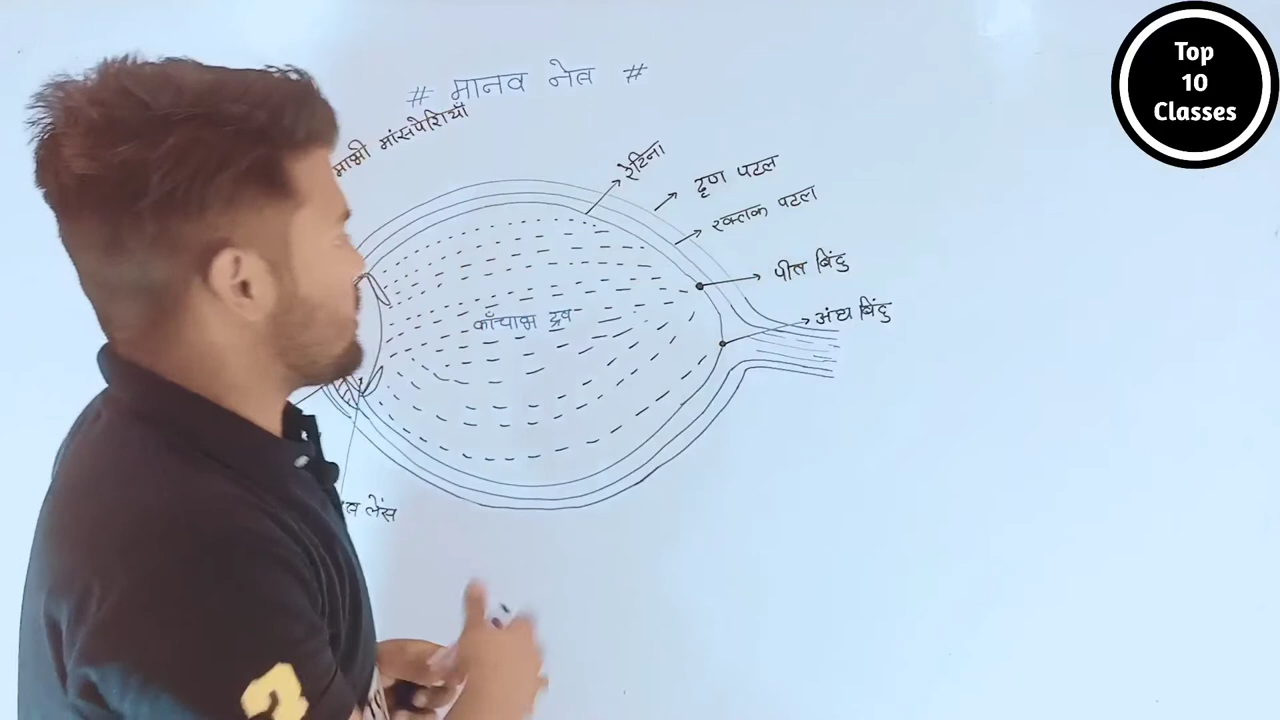 # मानव नेत्र #
मांसपेशियाँ
रेटिना
दृण पटल
रक्तक पटल
पीत बिंदु
काँचाभ द्रव
अंध बिंदु
लेंस
Top
10
Classes